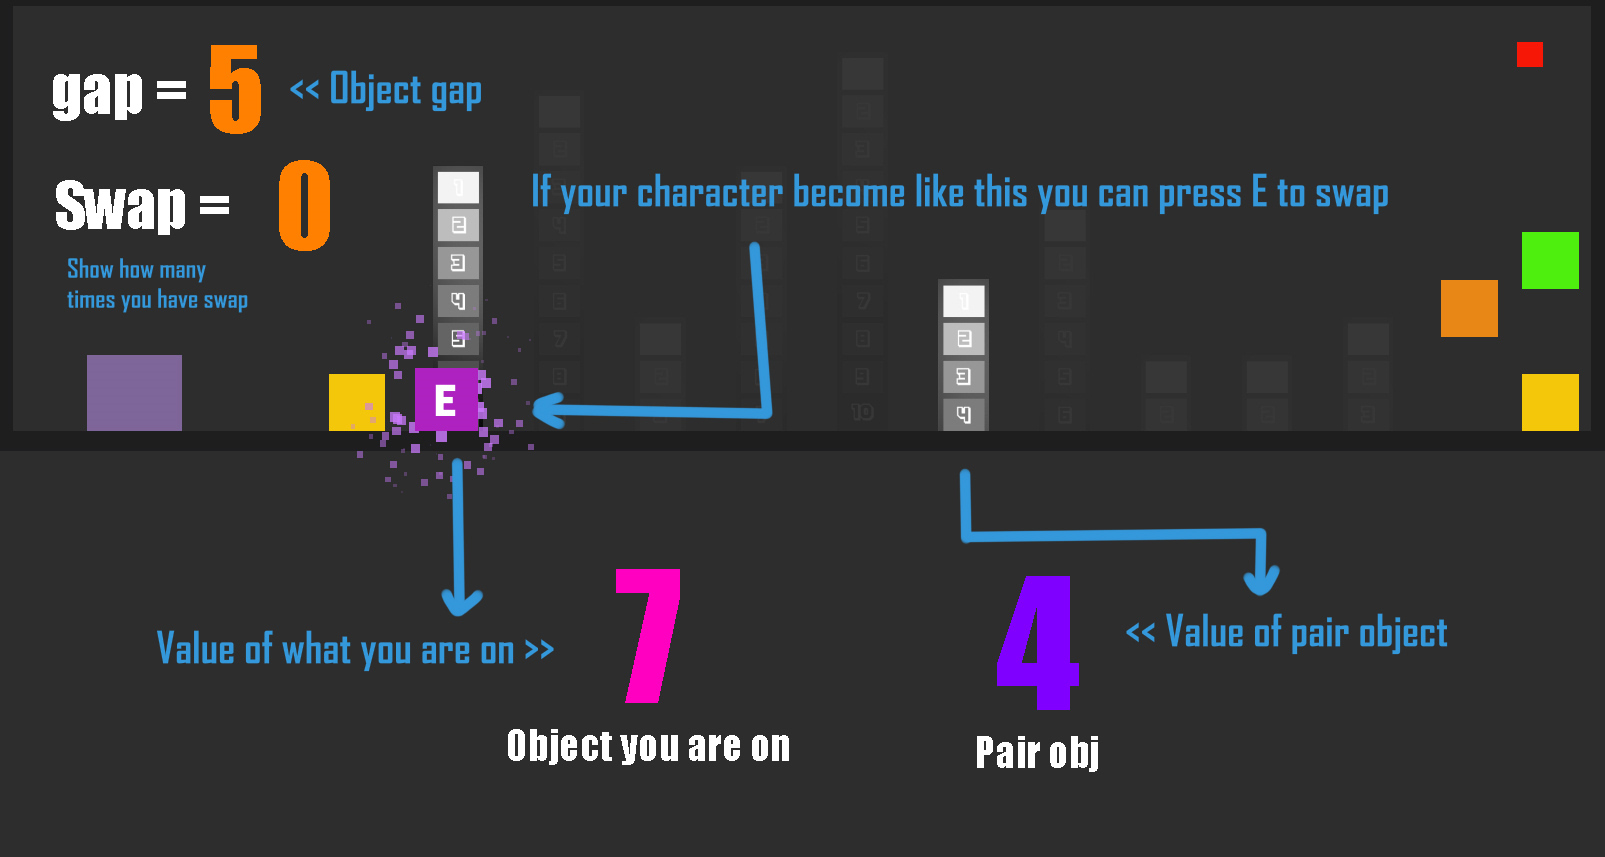 gap = 5 << Object gap
Swap = 0
If your character become like this you can press E to swap
Show how many
times you have swap
1
2
3
4
5
E
1
2
3
4
Value of what you are on >>
7
4
<< Value of pair object
Object you are on
Pair obj